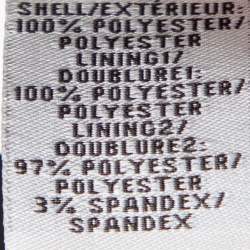 SHELL/EXTÉRIEUR:
100% POLYESTER/
POLYESTER
LINING1/
DOUBLURE1:
100% POLYESTER/
POLYESTER
LINING2/
DOUBLURE2:
97% POLYESTER/
POLYESTER
3% SPANDEX/
SPANDEX